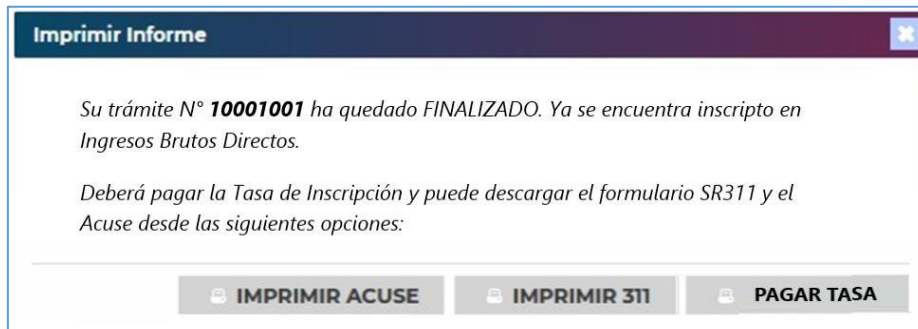 Imprimir Informe
Su trámite N° 10001001 ha quedado FINALIZADO. Ya se encuentra inscripto en
Ingresos Brutos Directos.
Deberá pagar la Tasa de Inscripción y puede descargar el formulario SR311 y el
Acuse desde las siguientes opciones:
IMPRIMIR ACUSE IMPRIMIR 311 PAGAR TASA